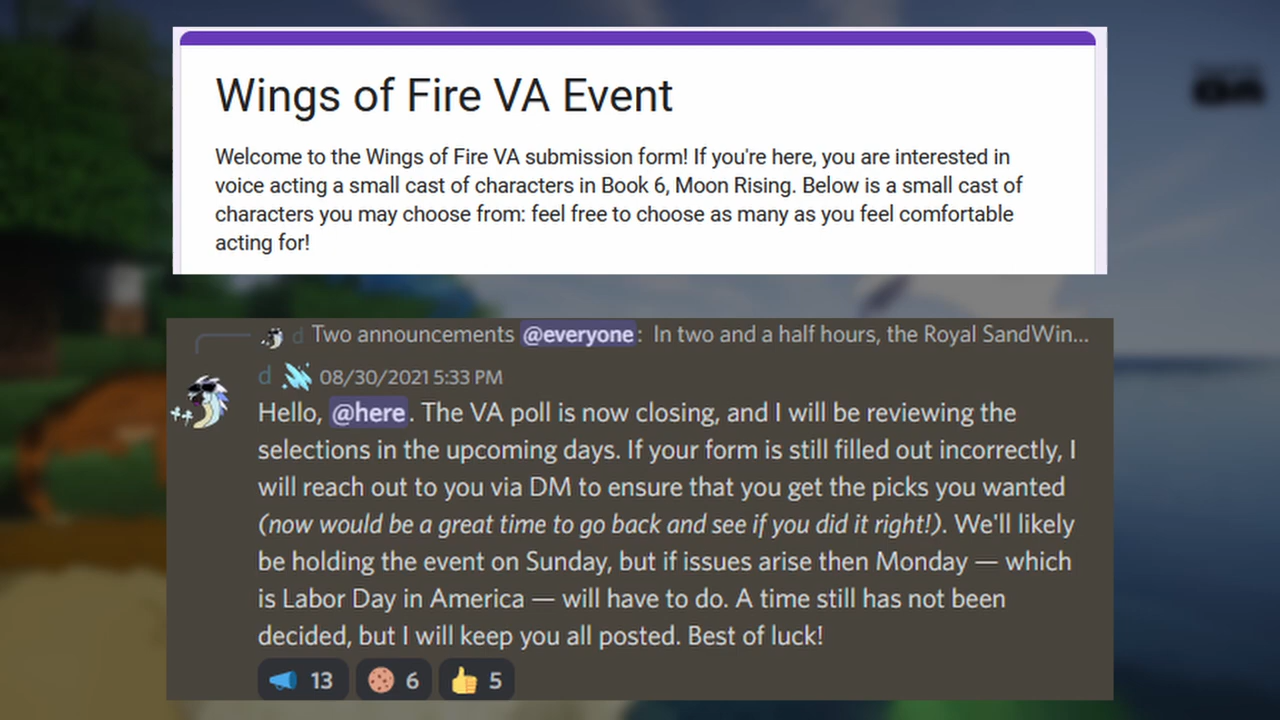 Wings of Fire VA Event
Welcome to the Wings of Fire VA submission form! If you're here, you are interested in
voice acting a small cast of characters in Book 6, Moon Rising. Below is a small cast of
characters you may choose from: feel free to choose as many as you feel comfortable
acting for!
d Two announcements @everyone: In two and a half hours, the Royal SandWin...
d 08/30/2021 5:33 PM
Hello, @here. The VA poll is now closing, and I will be reviewing the
selections in the upcoming days. If your form is still filled out incorrectly, I
will reach out to you via DM to ensure that you get the picks you wanted
(now would be a great time to go back and see if you did it right!). We'll likely
be holding the event on Sunday, but if issues arise then Monday — which
is Labor Day in America — will have to do. A time still has not been
decided, but I will keep you all posted. Best of luck!
13 6 5